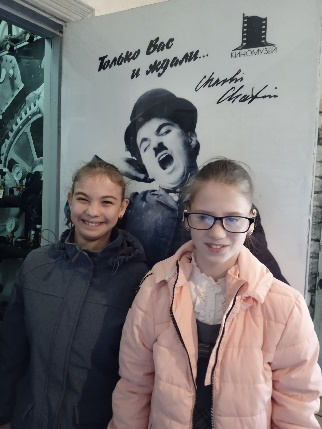 Только Вас
и ждали...
КИНОМУЗЕЙ
Charlie
Chaplin